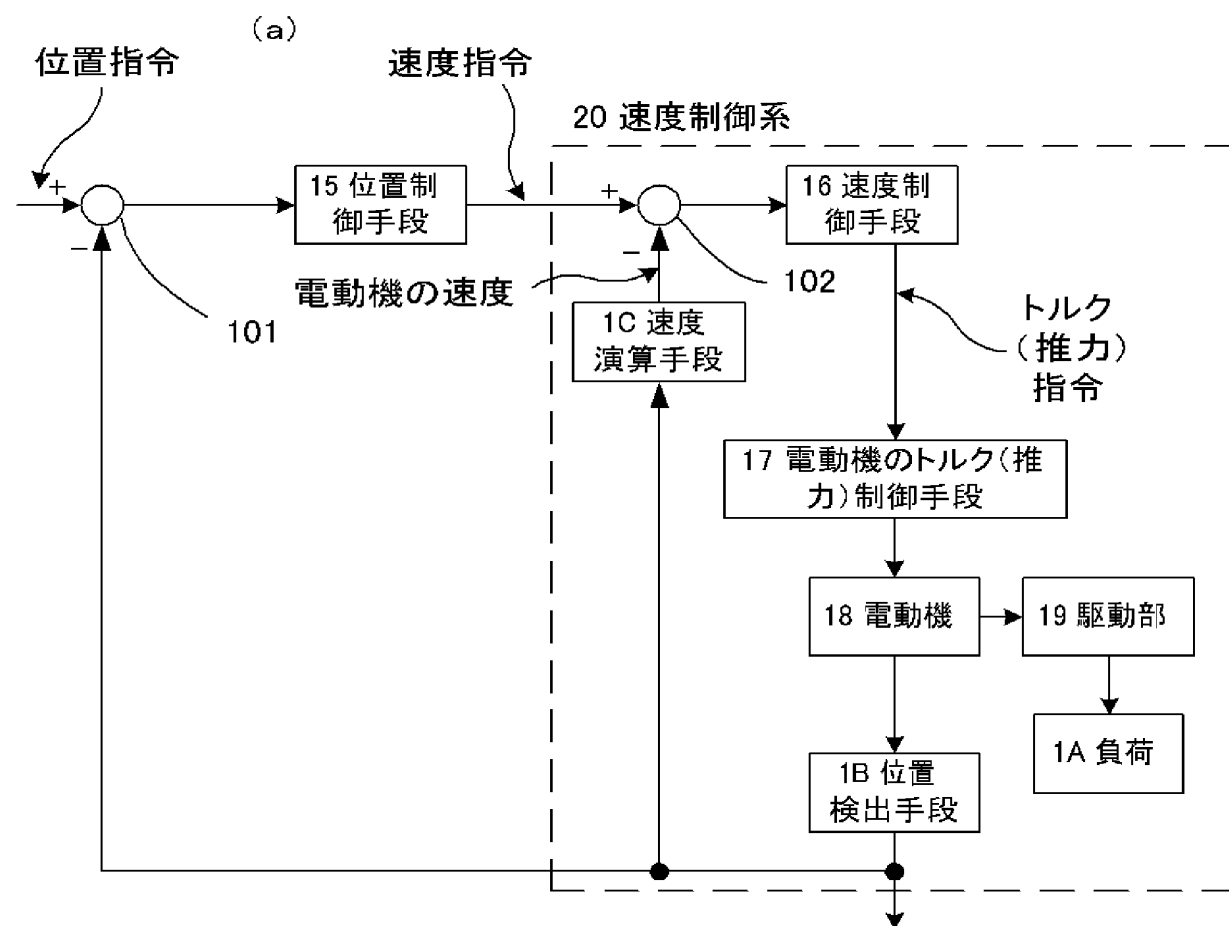 (a)
位置指令
速度指令
20 速度制御系
+
−
15 位置制
御手段
+
−
16 速度制
御手段
電動機の速度
102
101
1C 速度
演算手段
トルク
(推力)
指令
17 電動機のトルク(推
力)制御手段
18 電動機
19 駆動部
1A 負荷
1B 位置
検出手段